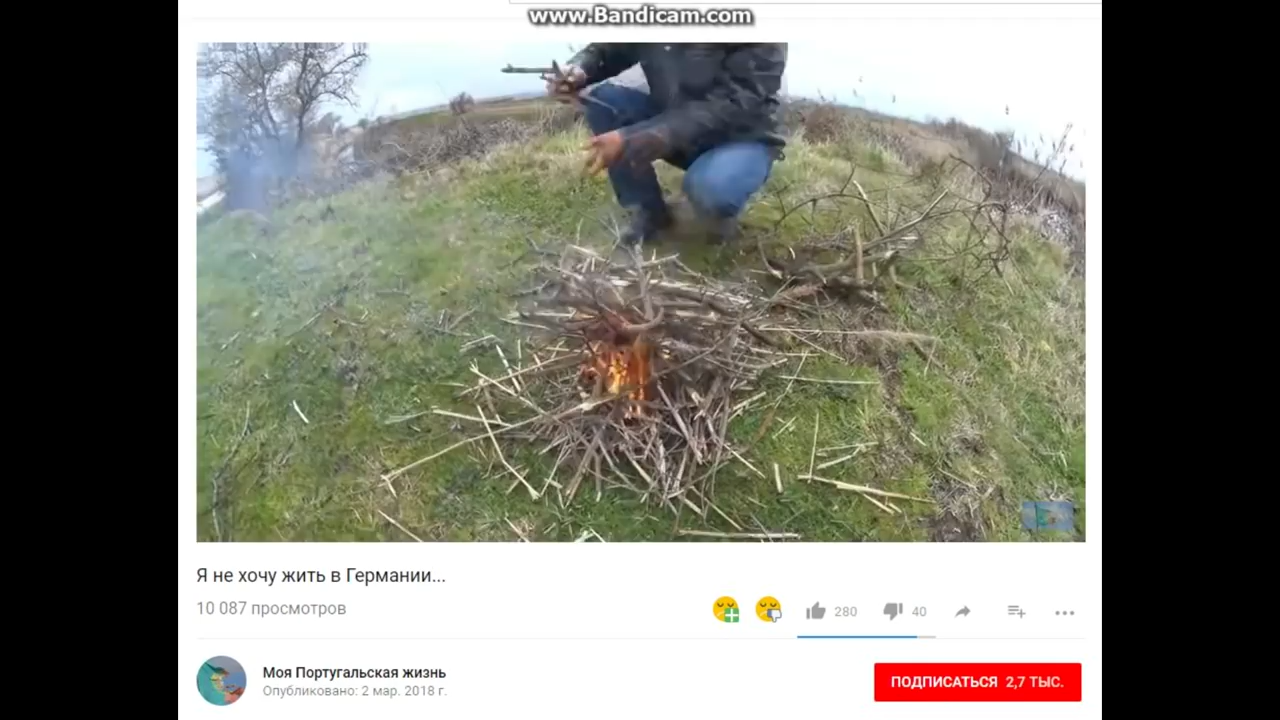 www.Bandicam.com
Я не хочу жить в Германии...
10 087 просмотров
280
40
Моя Португальская жизнь
Опубликовано: 2 мар. 2018 г.
ПОДПИСАТЬСЯ 2,7 ТЫС.